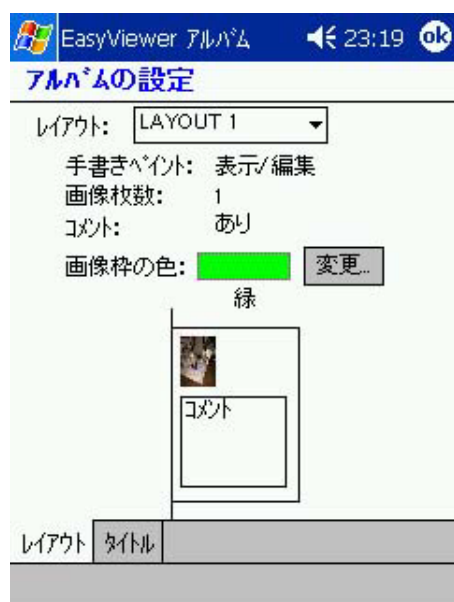 EasyViewer ｱﾙﾊﾞﾑ 23:19 ok
ｱﾙﾊﾞﾑの設定
ﾚｲｱｳﾄ: LAYOUT 1
手書きﾍﾟｲﾝﾄ: 表示/編集
画像枚数: 1
ｺﾒﾝﾄ: あり
画像枠の色: 変更...
緑
ｺﾒﾝﾄ
ﾚｲｱｳﾄ ﾀｲﾄﾙ